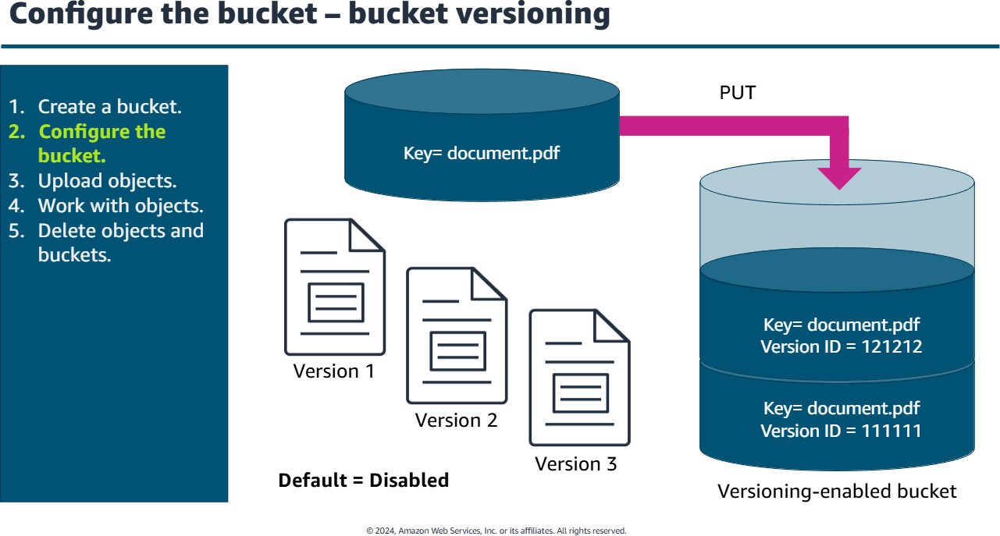 Configure the bucket – bucket versioning
1. Create a bucket.
2. Configure the
bucket.
3. Upload objects.
4. Work with objects.
5. Delete objects and
buckets.
Key= document.pdf
PUT
Version 1
Version 2
Version 3
Default = Disabled
Key= document.pdf
Version ID = 121212
Key= document.pdf
Version ID = 111111
Versioning-enabled bucket
© 2024, Amazon Web Services, Inc. or its affiliates. All rights reserved.